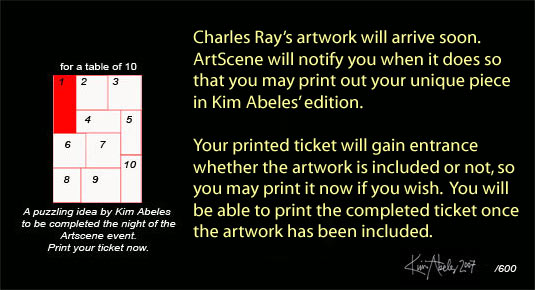 for a table of 10
1
2
3
4
5
6
7
8
9
10
A puzzling idea by Kim Abeles
to be completed the night of the
Artscene event.
Print your ticket now.
Charles Ray's artwork will arrive soon.
ArtScene will notify you when it does so
that you may print out your unique piece
in Kim Abeles' edition.
Your printed ticket will gain entrance
whether the artwork is included or not, so
you may print it now if you wish. You will
be able to print the completed ticket once
the artwork has been included.
Kim Abeles 2007
/600